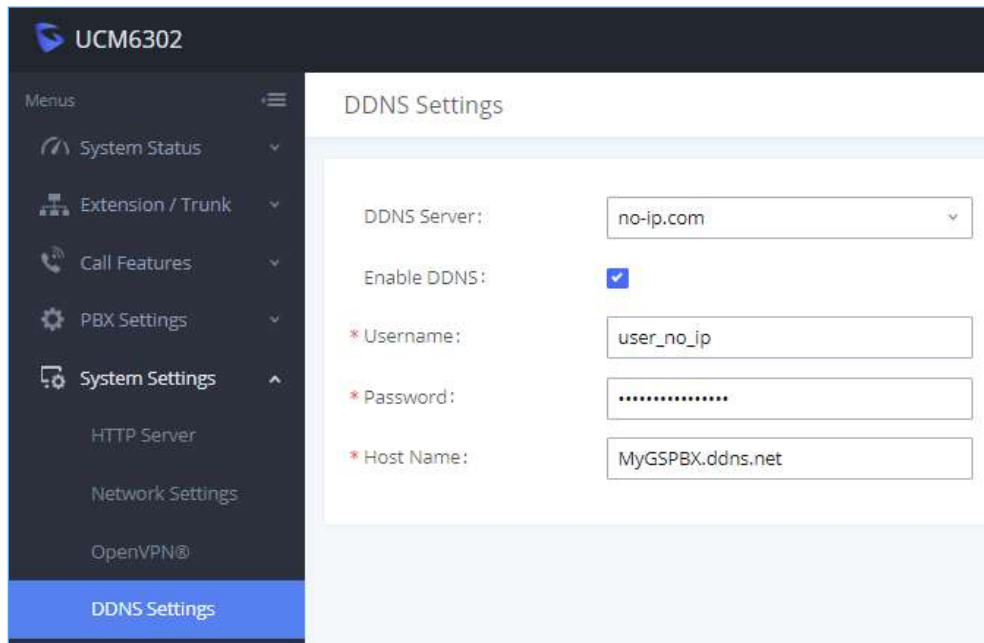 UCM6302
Menus
System Status
Extension / Trunk
Call Features
PBX Settings
System Settings
HTTP Server
Network Settings
OpenVPN®
DDNS Settings
DDNS Settings
DDNS Server: no-ip.com
Enable DDNS:
* Username: user_no_ip
* Password: ••••••••••••••••
* Host Name: MyGSPBX.ddns.net